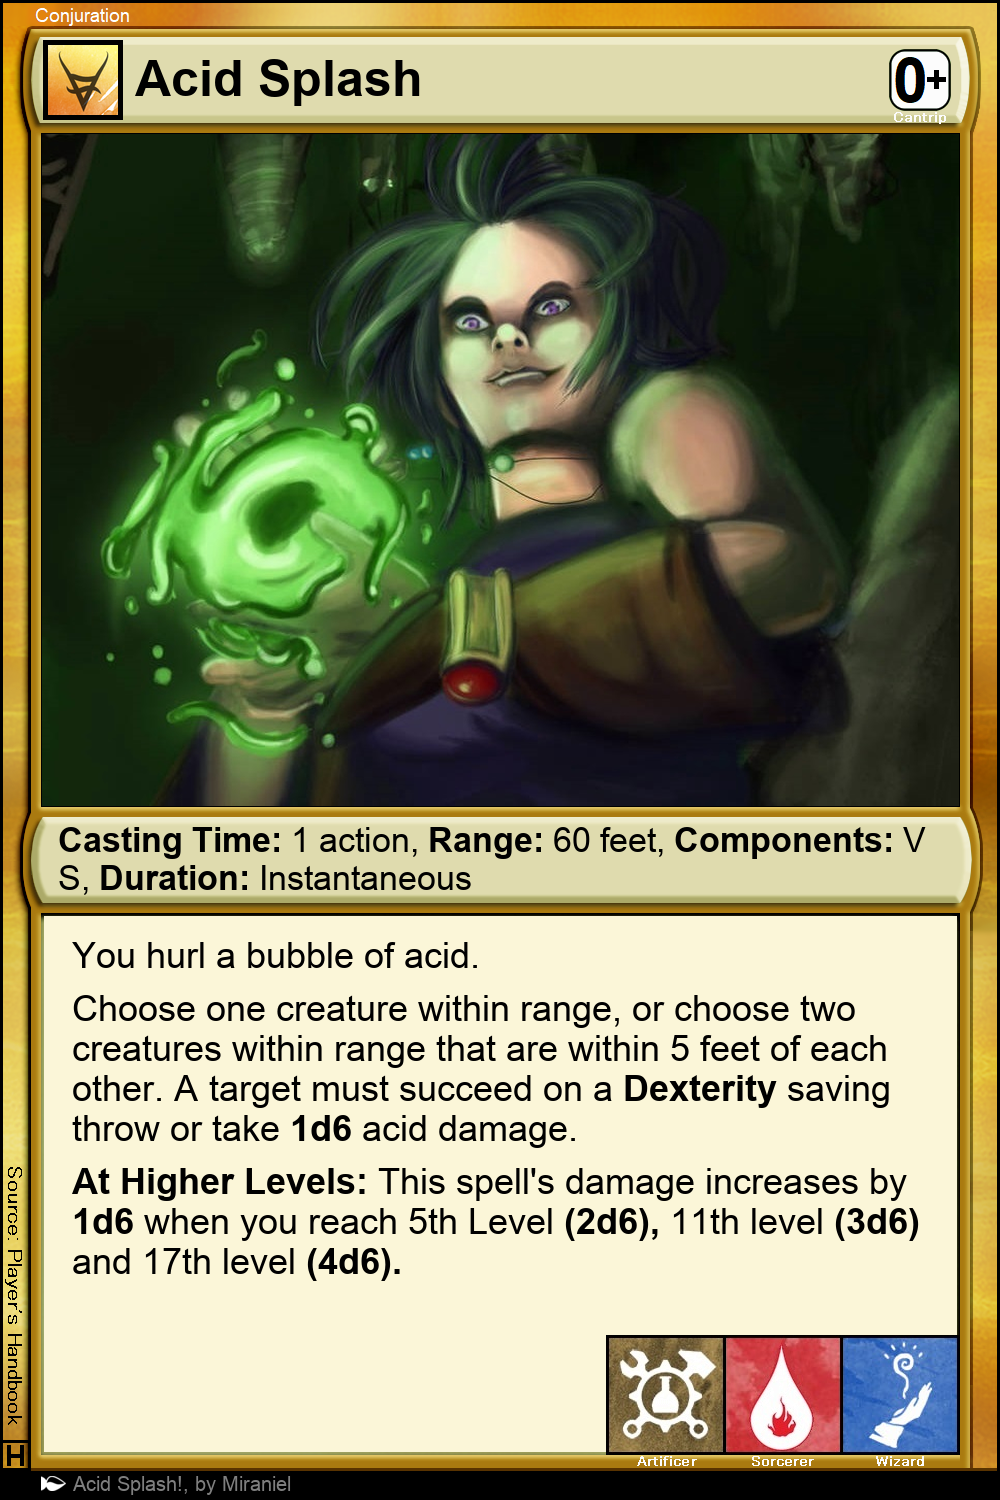 Conjuration
Acid Splash
0+
Cantrip
Casting Time: 1 action, Range: 60 feet, Components: V
S, Duration: Instantaneous
You hurl a bubble of acid.
Choose one creature within range, or choose two
creatures within range that are within 5 feet of each
other. A target must succeed on a Dexterity saving
throw or take 1d6 acid damage.
At Higher Levels: This spell's damage increases by
1d6 when you reach 5th Level (2d6), 11th level (3d6)
and 17th level (4d6).
Source: Player's Handbook
H
Artificer
Sorcerer
Wizard
Acid Splash!, by Miraniel